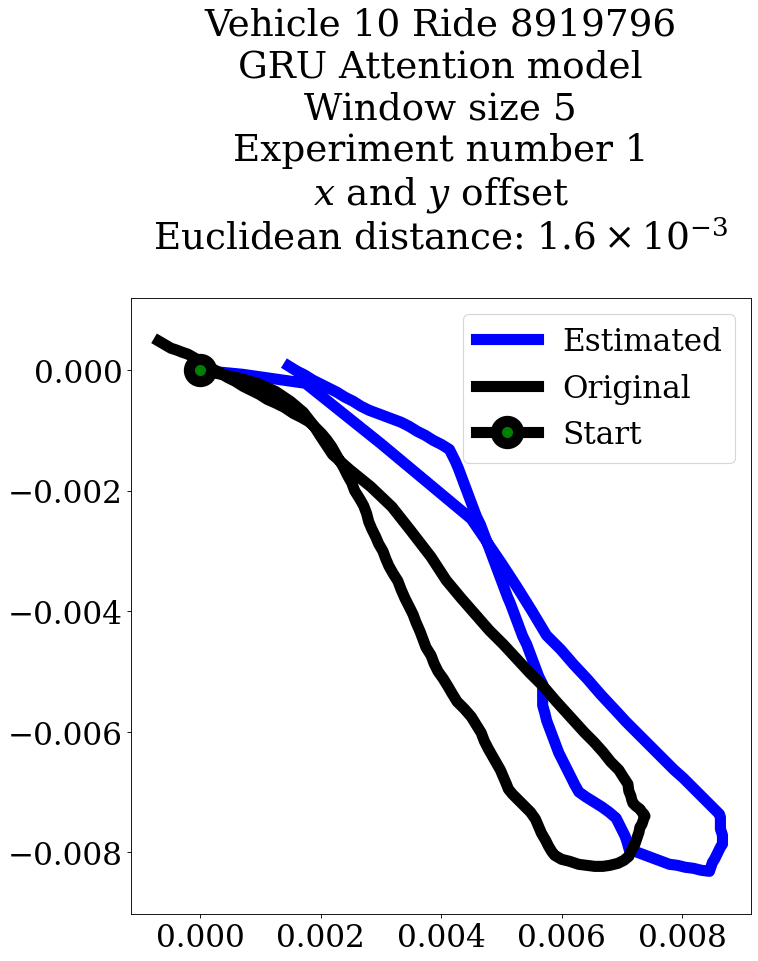 Vehicle 10 Ride 8919796
GRU Attention model
Window size 5
Experiment number 1
x and y offset
Euclidean distance: 1.6 × 10⁻³
Estimated
Original
Start
0.000
−0.002
−0.004
−0.006
−0.008
0.000 0.002 0.004 0.006 0.008